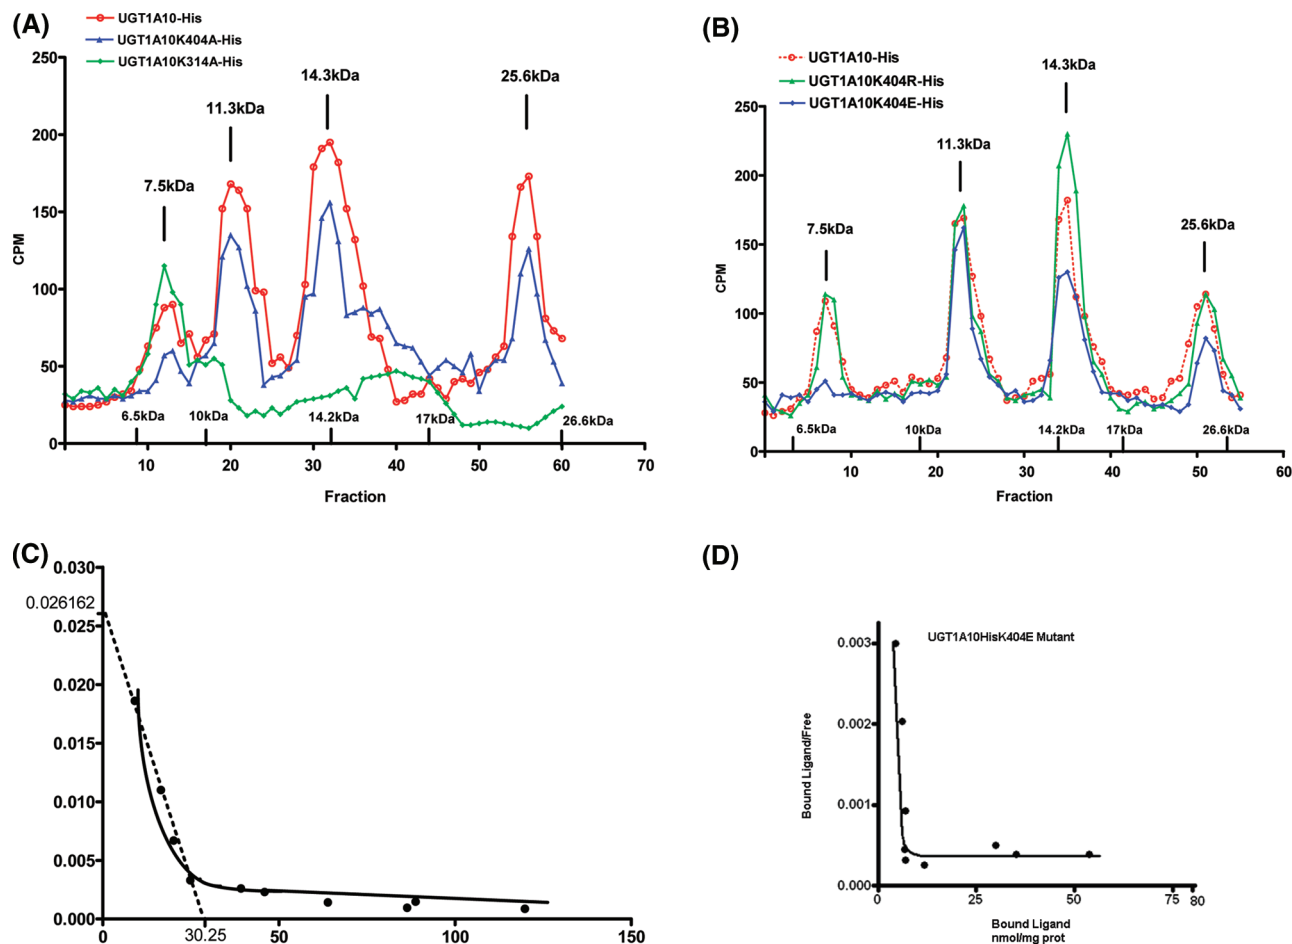 (A)
UGT1A10-His
UGT1A10K404A-His
UGT1A10K314A-His
250
200
150
100
50
0
CPM
7.5kDa
11.3kDa
14.3kDa
25.6kDa
6.5kDa
10kDa
14.2kDa
17kDa
26.6kDa
10
20
30
40
50
60
70
Fraction
(B)
UGT1A10-His
UGT1A10K404R-His
UGT1A10K404E-His
250
200
150
100
50
0
CPM
7.5kDa
11.3kDa
14.3kDa
25.6kDa
6.5kDa
10kDa
14.2kDa
17kDa
26.6kDa
10
20
30
40
50
60
Fraction
(C)
0.030
0.026162
0.025
0.020
0.015
0.010
0.005
0.000
0
30.25
50
100
150
(D)
UGT1A10HisK404E Mutant
0.003
0.002
0.001
0.000
Bound Ligand/Free
0
25
50
75
80
Bound Ligand
nmol/mg prot